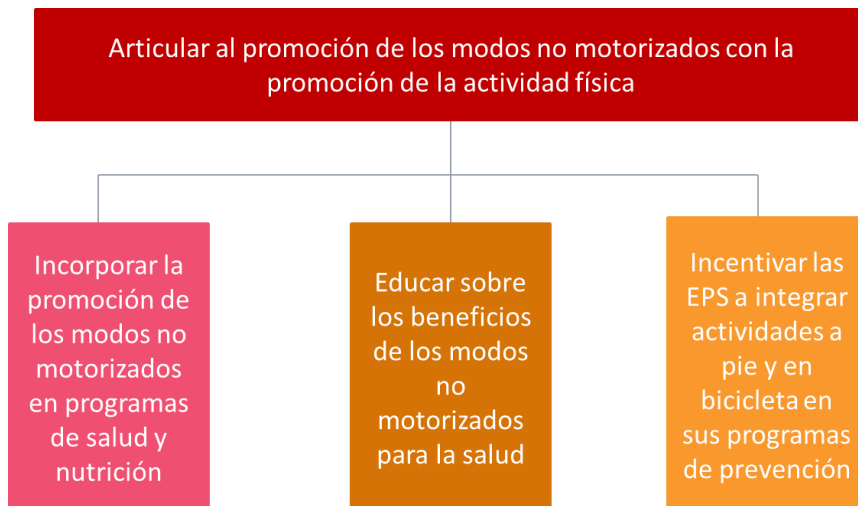 Articular al promoción de los modos no motorizados con la
promoción de la actividad física
Incorporar la
promoción de
los modos no
motorizados
en programas
de salud y
nutrición
Educar sobre
los beneficios
de los modos
no
motorizados
para la salud
Incentivar las
EPS a integrar
actividades a
pie y en
bicicleta en
sus programas
de prevención